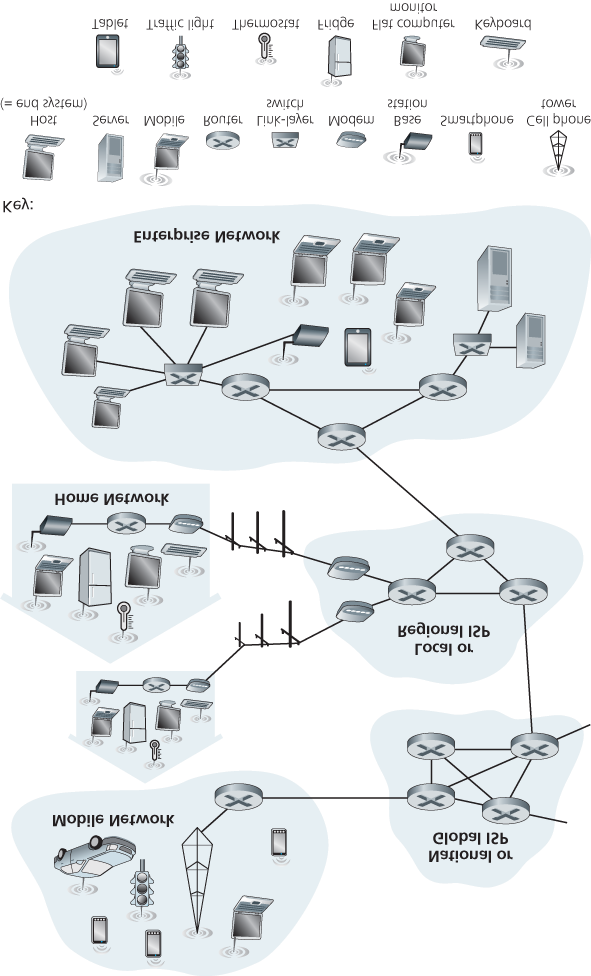 National or
Global ISP
Mobile Network
Local or
Regional ISP
Home Network
Enterprise Network
Key:
Host
(= end system)
Server
Mobile
Router
Link-layer
switch
Modem
Base
station
Smartphone
Cell phone
tower
Tablet
Traffic light
Thermostat
Fridge
Flat computer
monitor
Keyboard